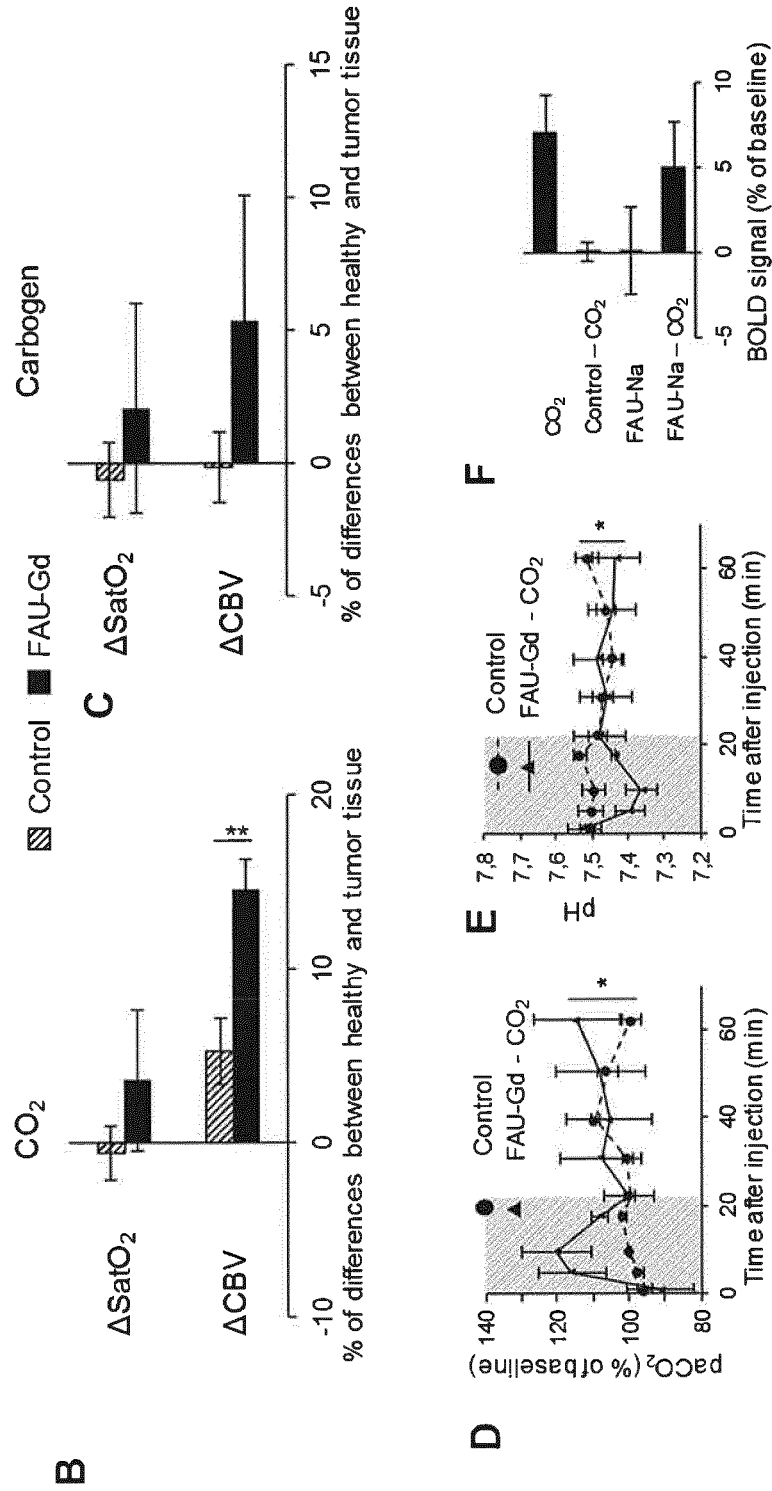 Control FAU-Gd
B
CO₂
ΔSatO₂
ΔCBV
**
-10 0 10 20
% of differences between healthy and tumor tissue
C
Carbogen
ΔSatO₂
ΔCBV
-5 0 5 10 15
% of differences between healthy and tumor tissue
D
paCO₂ (% of baseline)
140
120
100
80
Control
FAU-Gd - CO₂
*
0 20 40 60
Time after injection (min)
E
pH
7,8
7,7
7,6
7,5
7,4
7,3
7,2
Control
FAU-Gd - CO₂
*
0 20 40 60
Time after injection (min)
F
CO₂
Control – CO₂
FAU-Na
FAU-Na – CO₂
-5 0 5 10
BOLD signal (% of baseline)